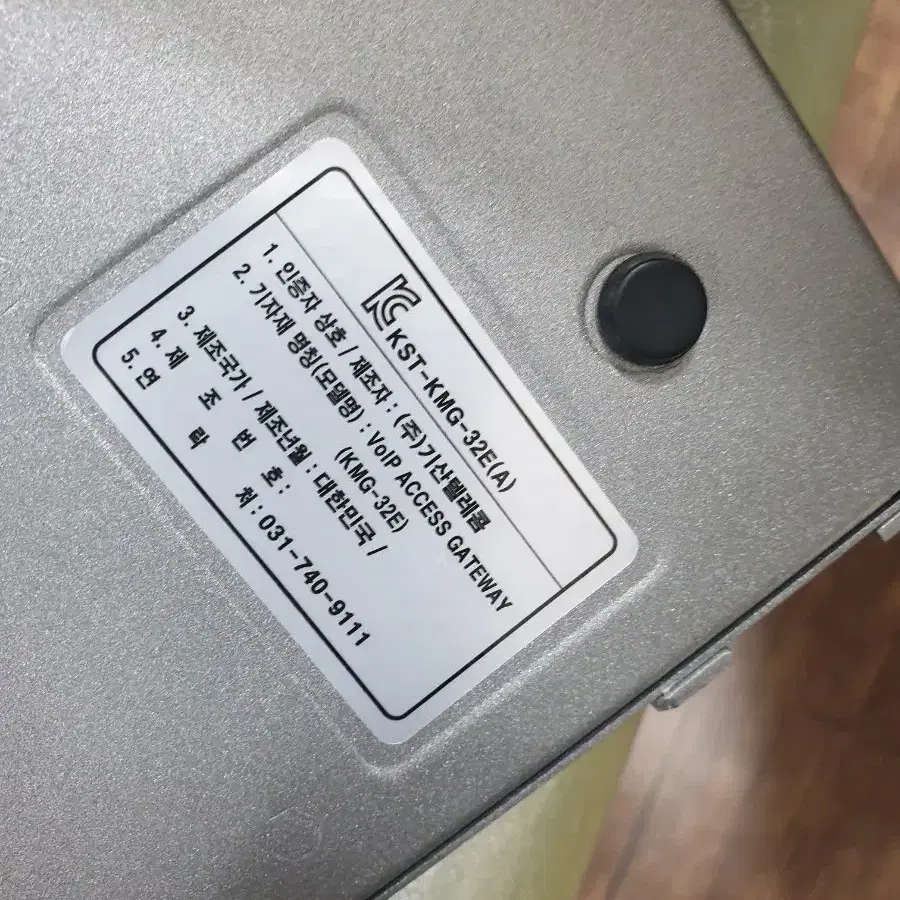 KST-KMG-32E(A)
1. 인증자 상호 / 제조자 : (주)기산텔레콤
2. 기자재 명칭(모델명) : VoIP ACCESS GATEWAY
(KMG-32E)
3. 제조국가 / 제조년월 : 대한민국 /
4. 제 조 번 호 :
5. 연 락 처 : 031-740-9111